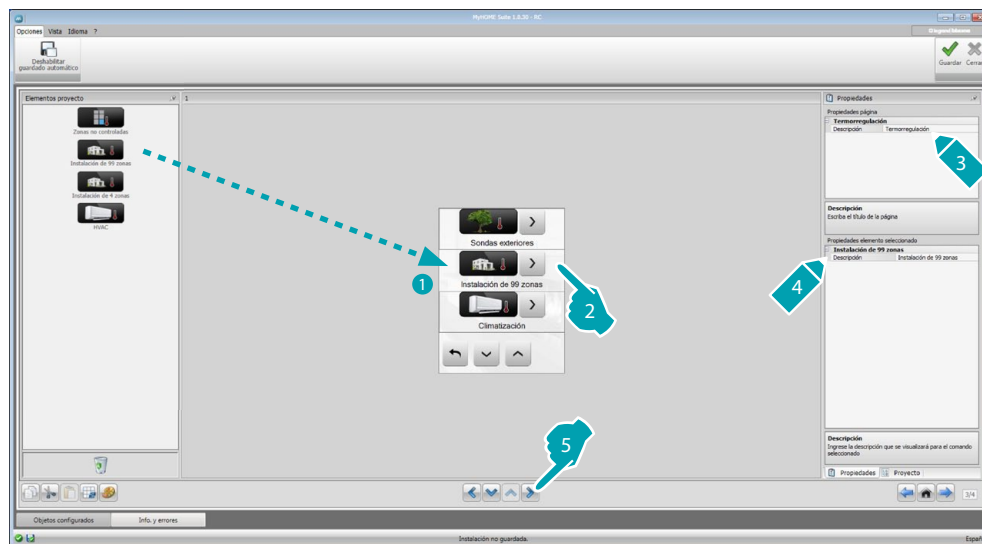 MyHOME Suite 1.0.30 - RC
Opciones Vista Idioma ?
Deshabilitar
guardado automático
Guardar
Elementos proyecto
1
Propiedades
Zonas no controladas
Instalación de 99 zonas
Instalación de 4 zonas
HVAC
Propiedades página
Termorregulación
Descripción Termorregulación
3
Descripción
Escriba el título de la página
Propiedades elemento seleccionado
Instalación de 99 zonas
Descripción Instalación de 99 zonas
4
Sondas exteriores
1
Instalación de 99 zonas
2
Climatización
5
Descripción
Ingrese la descripción que se visualizará para el comando
seleccionado
Propiedades Proyecto
3/4
Objetos configurados Info. y errores
Instalación no guardada.